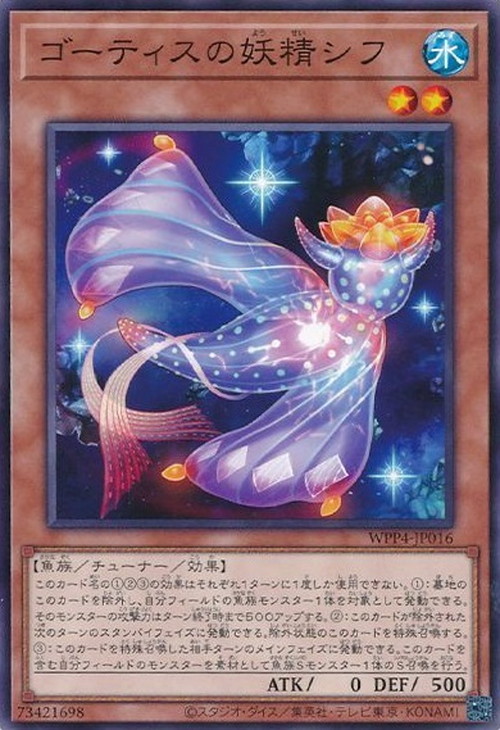 ゴーティスの妖精シフ
よう せい
みず
水
WPP4-JP016
【魚族／チューナー／効果】
このカード名の①②③の効果はそれぞれ1ターンに1度しか使用できない。①：墓地の
このカードを除外し、自分フィールドの魚族モンスター1体を対象として発動できる。
そのモンスターの攻撃力はターン終了時まで500アップする。②：このカードが除外された
次のターンのスタンバイフェイズに発動できる。除外状態のこのカードを特殊召喚する。
③：このカードを特殊召喚した相手ターンのメインフェイズに発動できる。このカードを
含む自分フィールドのモンスターを素材として魚族Sモンスター1体のS召喚を行う。
ATK/ 0 DEF/ 500
73421698
©スタジオ・ダイス／集英社・テレビ東京・KONAMI